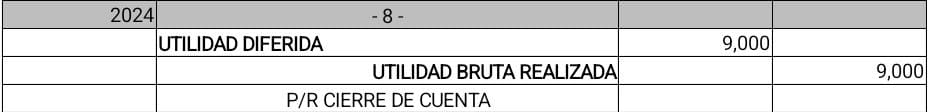 2024 - 8 -
UTILIDAD DIFERIDA 9,000
UTILIDAD BRUTA REALIZADA 9,000
P/R CIERRE DE CUENTA